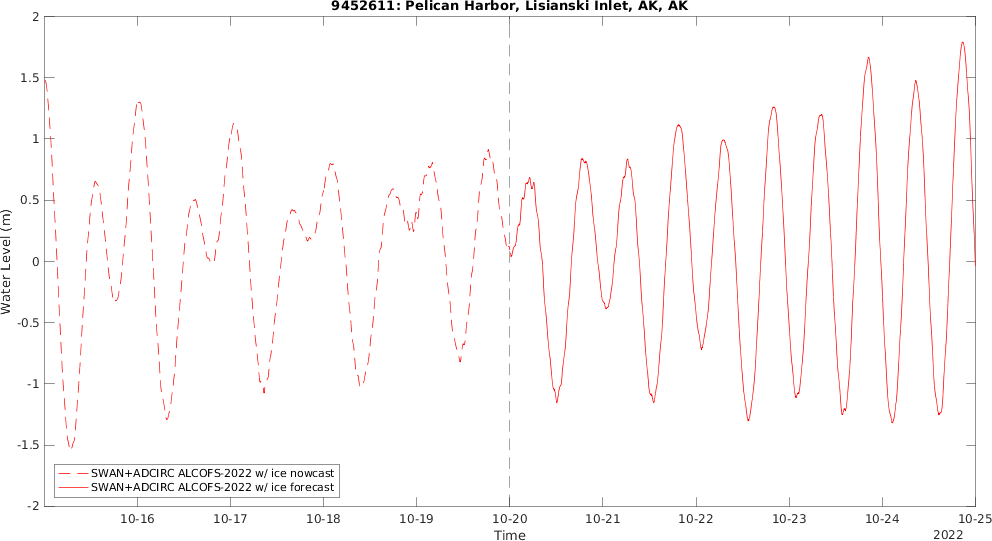 9452611: Pelican Harbor, Lisianski Inlet, AK, AK
2
1.5
1
0.5
0
-0.5
-1
-1.5
-2
Water Level (m)
SWAN+ADCIRC ALCOFS-2022 w/ ice nowcast
SWAN+ADCIRC ALCOFS-2022 w/ ice forecast
10-16 10-17 10-18 10-19 10-20 10-21 10-22 10-23 10-24 10-25
Time
2022